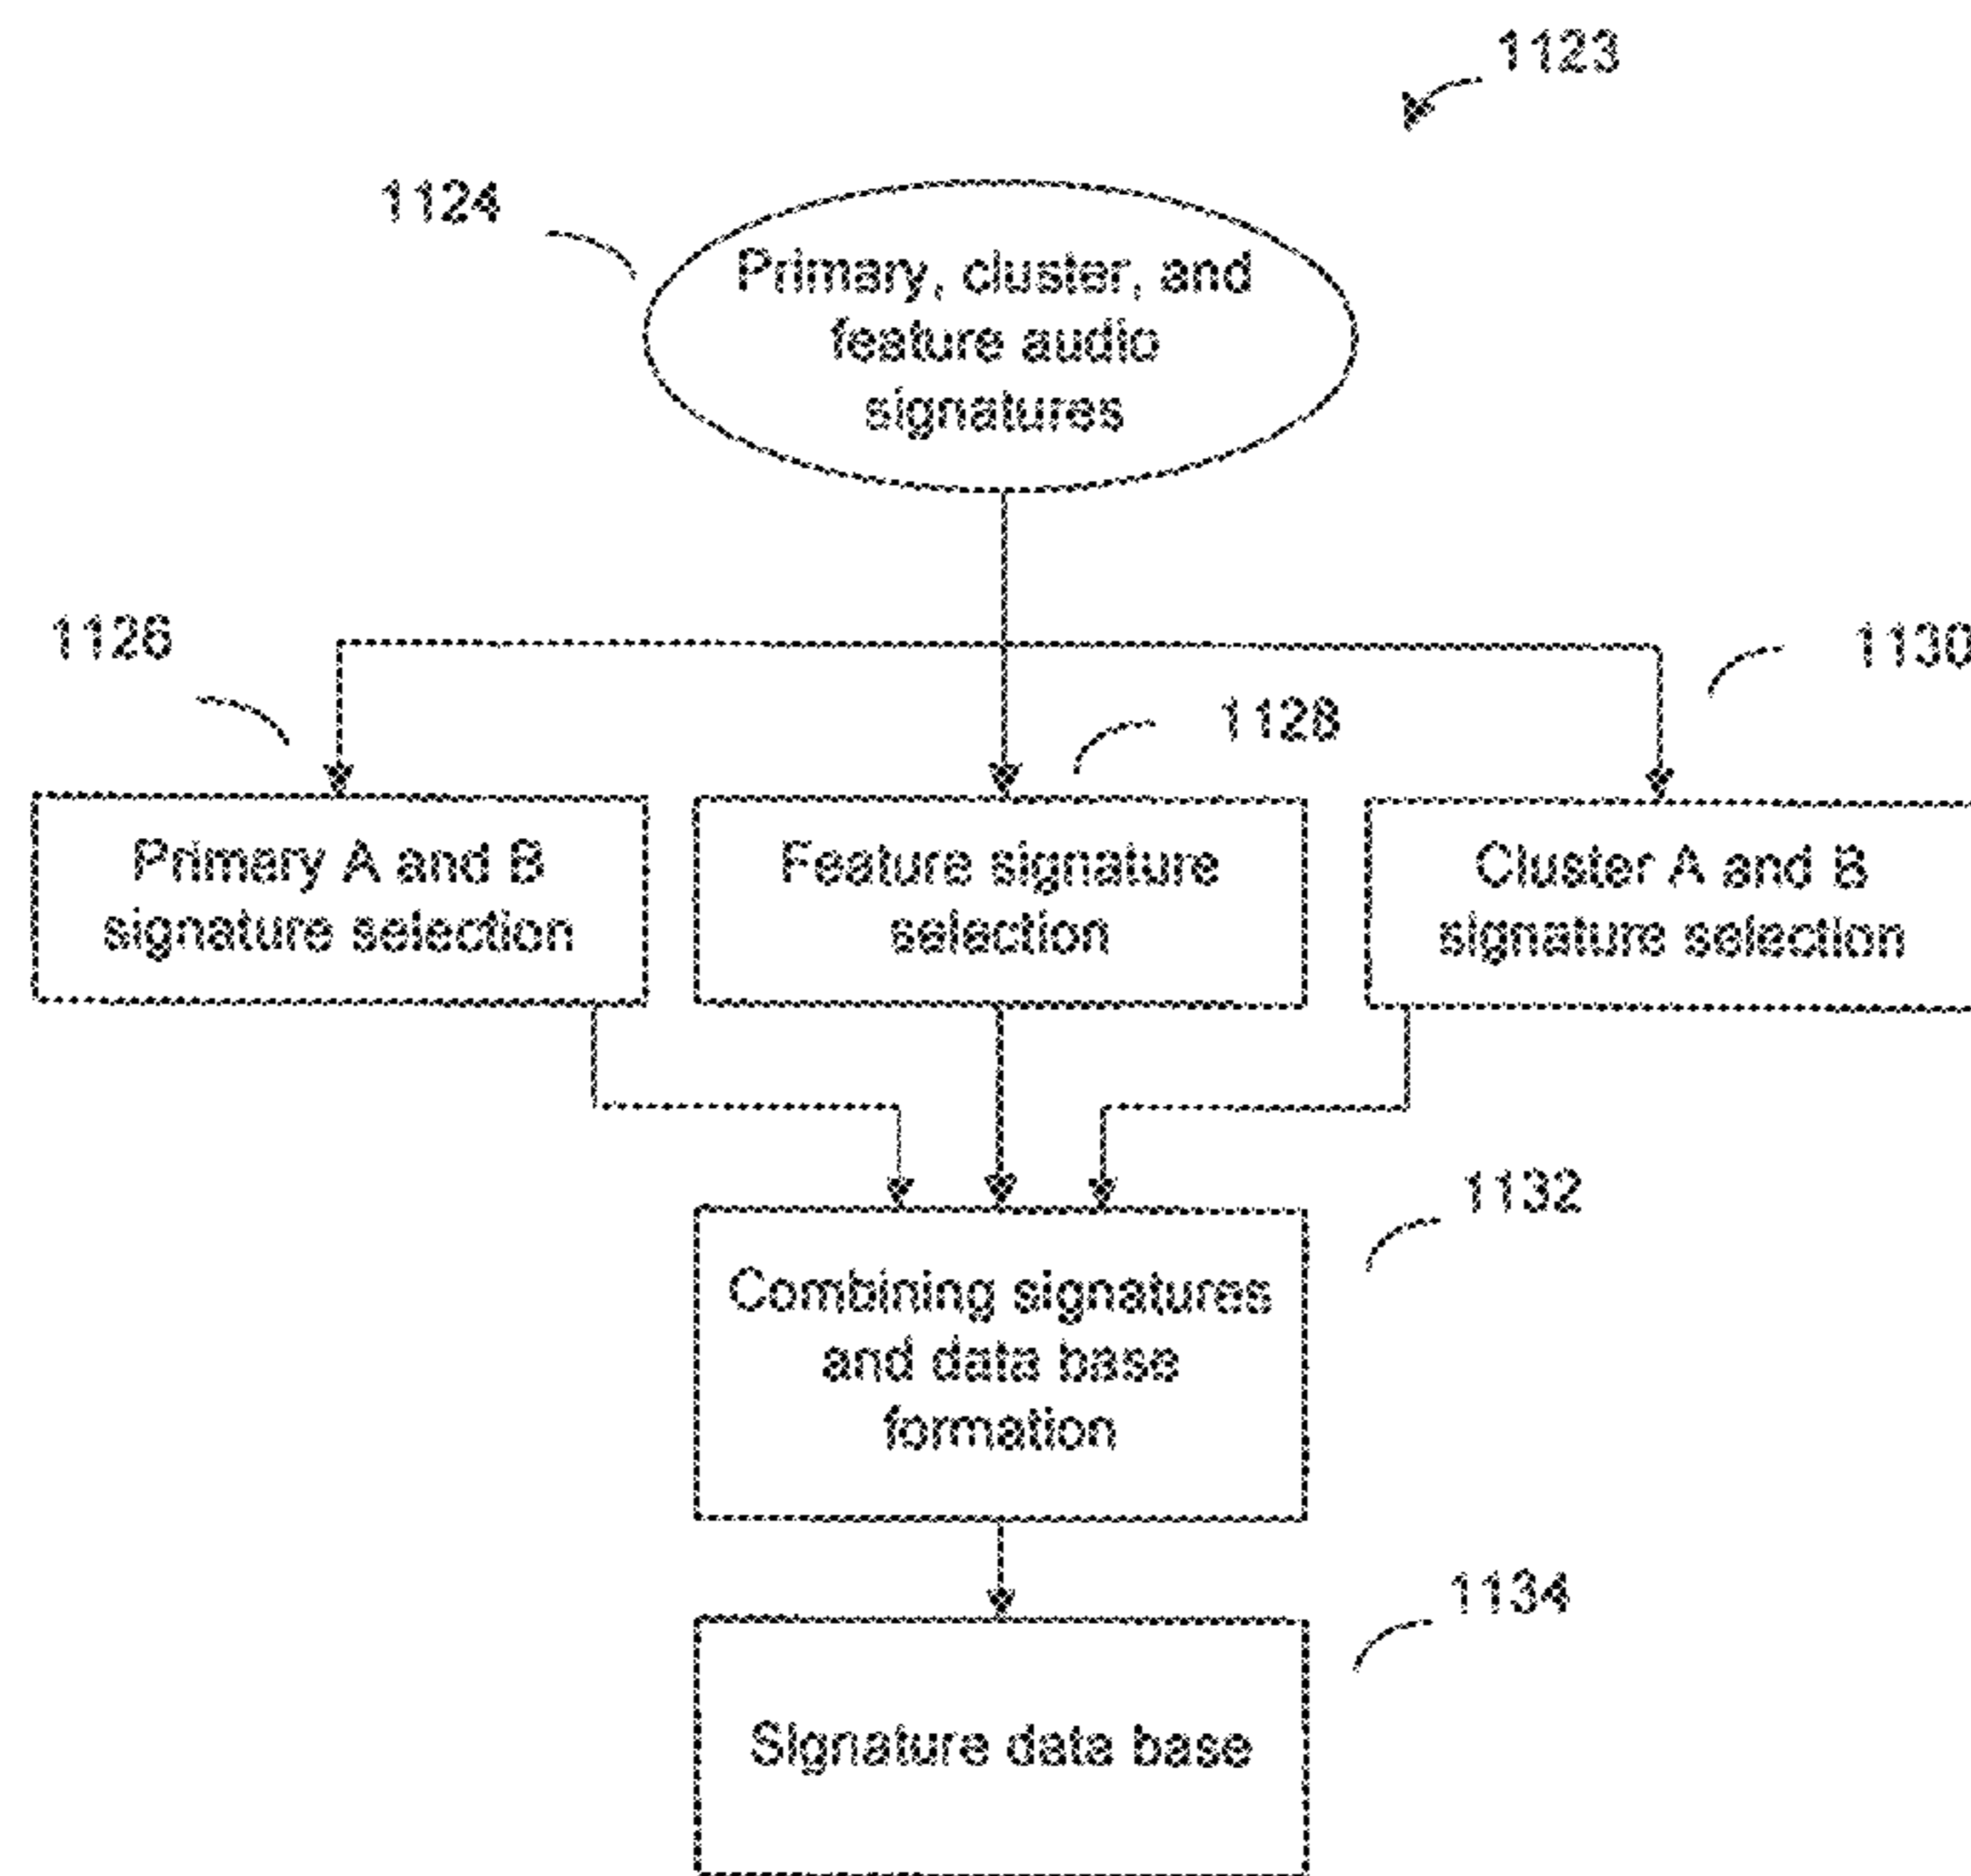 1123
1124
Primary, cluster, and
feature audio
signatures
1126
1128
1130
Primary A and B
signature selection
Feature signature
selection
Cluster A and B
signature selection
1132
Combining signatures
and data base
formation
1134
Signature data base